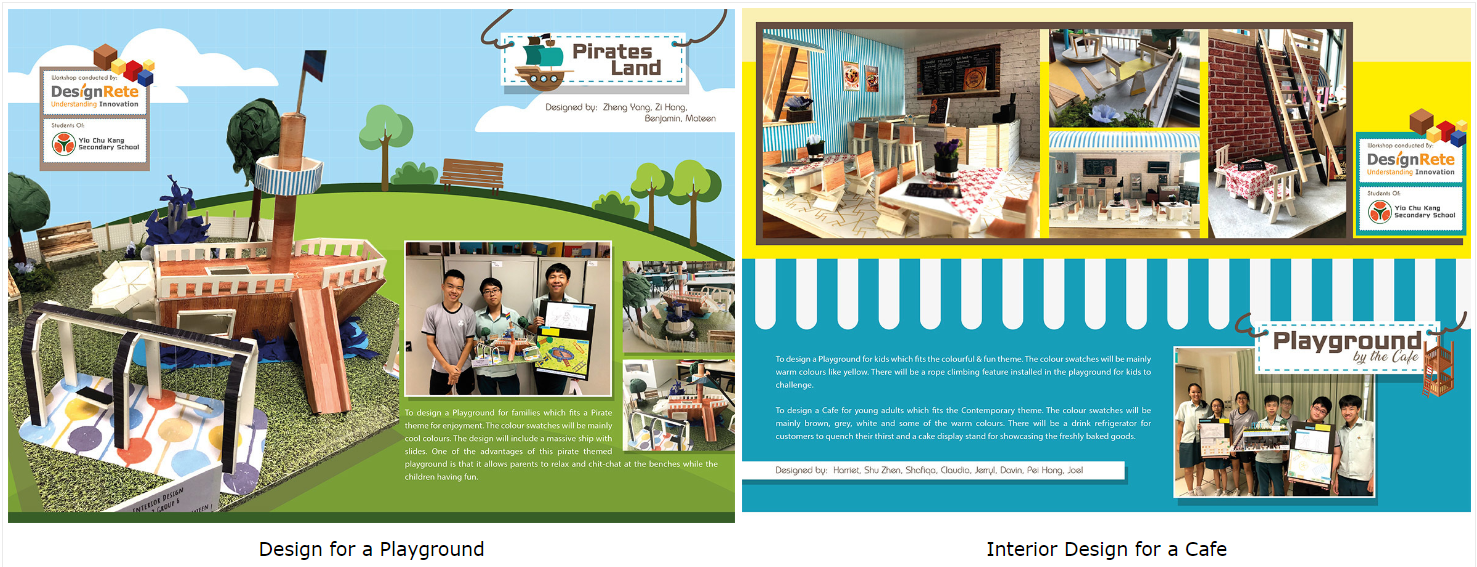 Workshop conducted By:
DesignRete
Understanding Innovation
Students Of:
Yio Chu Kang
Secondary School
Pirates
Land
Designed by: Zheng Yang, Zi Hang,
Benjamin, Mateen
To design a Playground for families which fits a Pirate
theme for enjoyment. The colour swatches will be mainly
cool colours. The design will include a massive ship with
slides. One of the advantages of this pirate themed
playground is that it allows parents to relax and chit-chat at the benches while the
children having fun.
Interior Design
Group 6
Design for a Playground
Workshop conducted By:
DesignRete
Understanding Innovation
Students Of:
Yio Chu Kang
Secondary School
Playground
by the Cafe
To design a Playground for kids which fits the colourful & fun theme. The colour swatches will be mainly
warm colours like yellow. There will be a rope climbing feature installed in the playground for kids to
challenge.
To design a Cafe for young adults which fits the Contemporary theme. The colour swatches will be
mainly brown, grey, white and some of the warm colours. There will be a drink refrigerator for
customers to quench their thirst and a cake display stand for showcasing the freshly baked goods.
Designed by: Harriet, Shu Zhen, Shafiqa, Claudia, Jerryl, Davin, Pei Hong, Joel
Interior Design for a Cafe